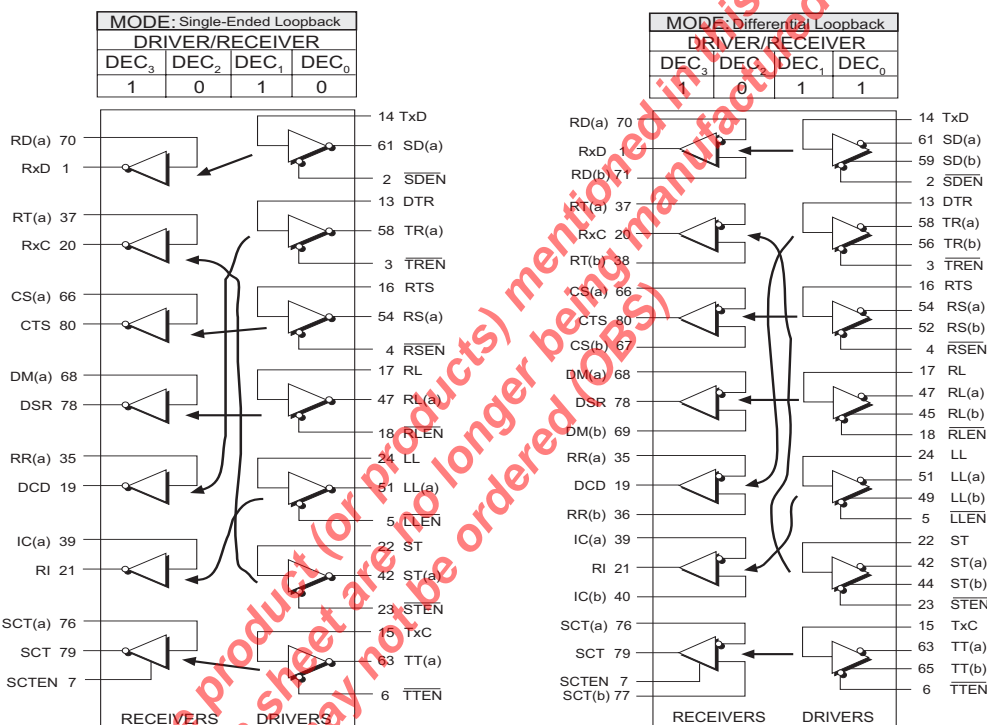 MODE: Single-Ended Loopback
DRIVER/RECEIVER
DEC3 DEC2 DEC1 DEC0
1 0 1 0
RD(a) 70
RxD 1
RT(a) 37
RxC 20
CS(a) 66
CTS 80
DM(a) 68
DSR 78
RR(a) 35
DCD 19
IC(a) 39
RI 21
SCT(a) 76
SCT 79
SCTEN 7
14 TxD
61 SD(a)
2 SDEN
13 DTR
58 TR(a)
3 TREN
16 RTS
54 RS(a)
4 RSEN
17 RL
47 RL(a)
18 RLEN
24 LL
51 LL(a)
5 LLEN
22 ST
42 ST(a)
23 STEN
15 TxC
63 TT(a)
6 TTEN
RECEIVERS DRIVERS
MODE: Differential Loopback
DRIVER/RECEIVER
DEC3 DEC2 DEC1 DEC0
1 0 1 1
RD(a) 70
RxD 1
RD(b) 71
RT(a) 37
RxC 20
RT(b) 38
CS(a) 66
CTS 80
CS(b) 67
DM(a) 68
DSR 78
DM(b) 69
RR(a) 35
DCD 19
RR(b) 36
IC(a) 39
RI 21
IC(b) 40
SCT(a) 76
SCT 79
SCTEN 7
SCT(b) 77
14 TxD
61 SD(a)
59 SD(b)
2 SDEN
13 DTR
58 TR(a)
56 TR(b)
3 TREN
16 RTS
54 RS(a)
52 RS(b)
4 RSEN
17 RL
47 RL(a)
45 RL(b)
18 RLEN
24 LL
51 LL(a)
49 LL(b)
5 LLEN
22 ST
42 ST(a)
44 ST(b)
23 STEN
15 TxC
63 TT(a)
65 TT(b)
6 TTEN
RECEIVERS DRIVERS
product (or products) mentioned in this
sheet are no longer being manufactured
may not be ordered (OBS)